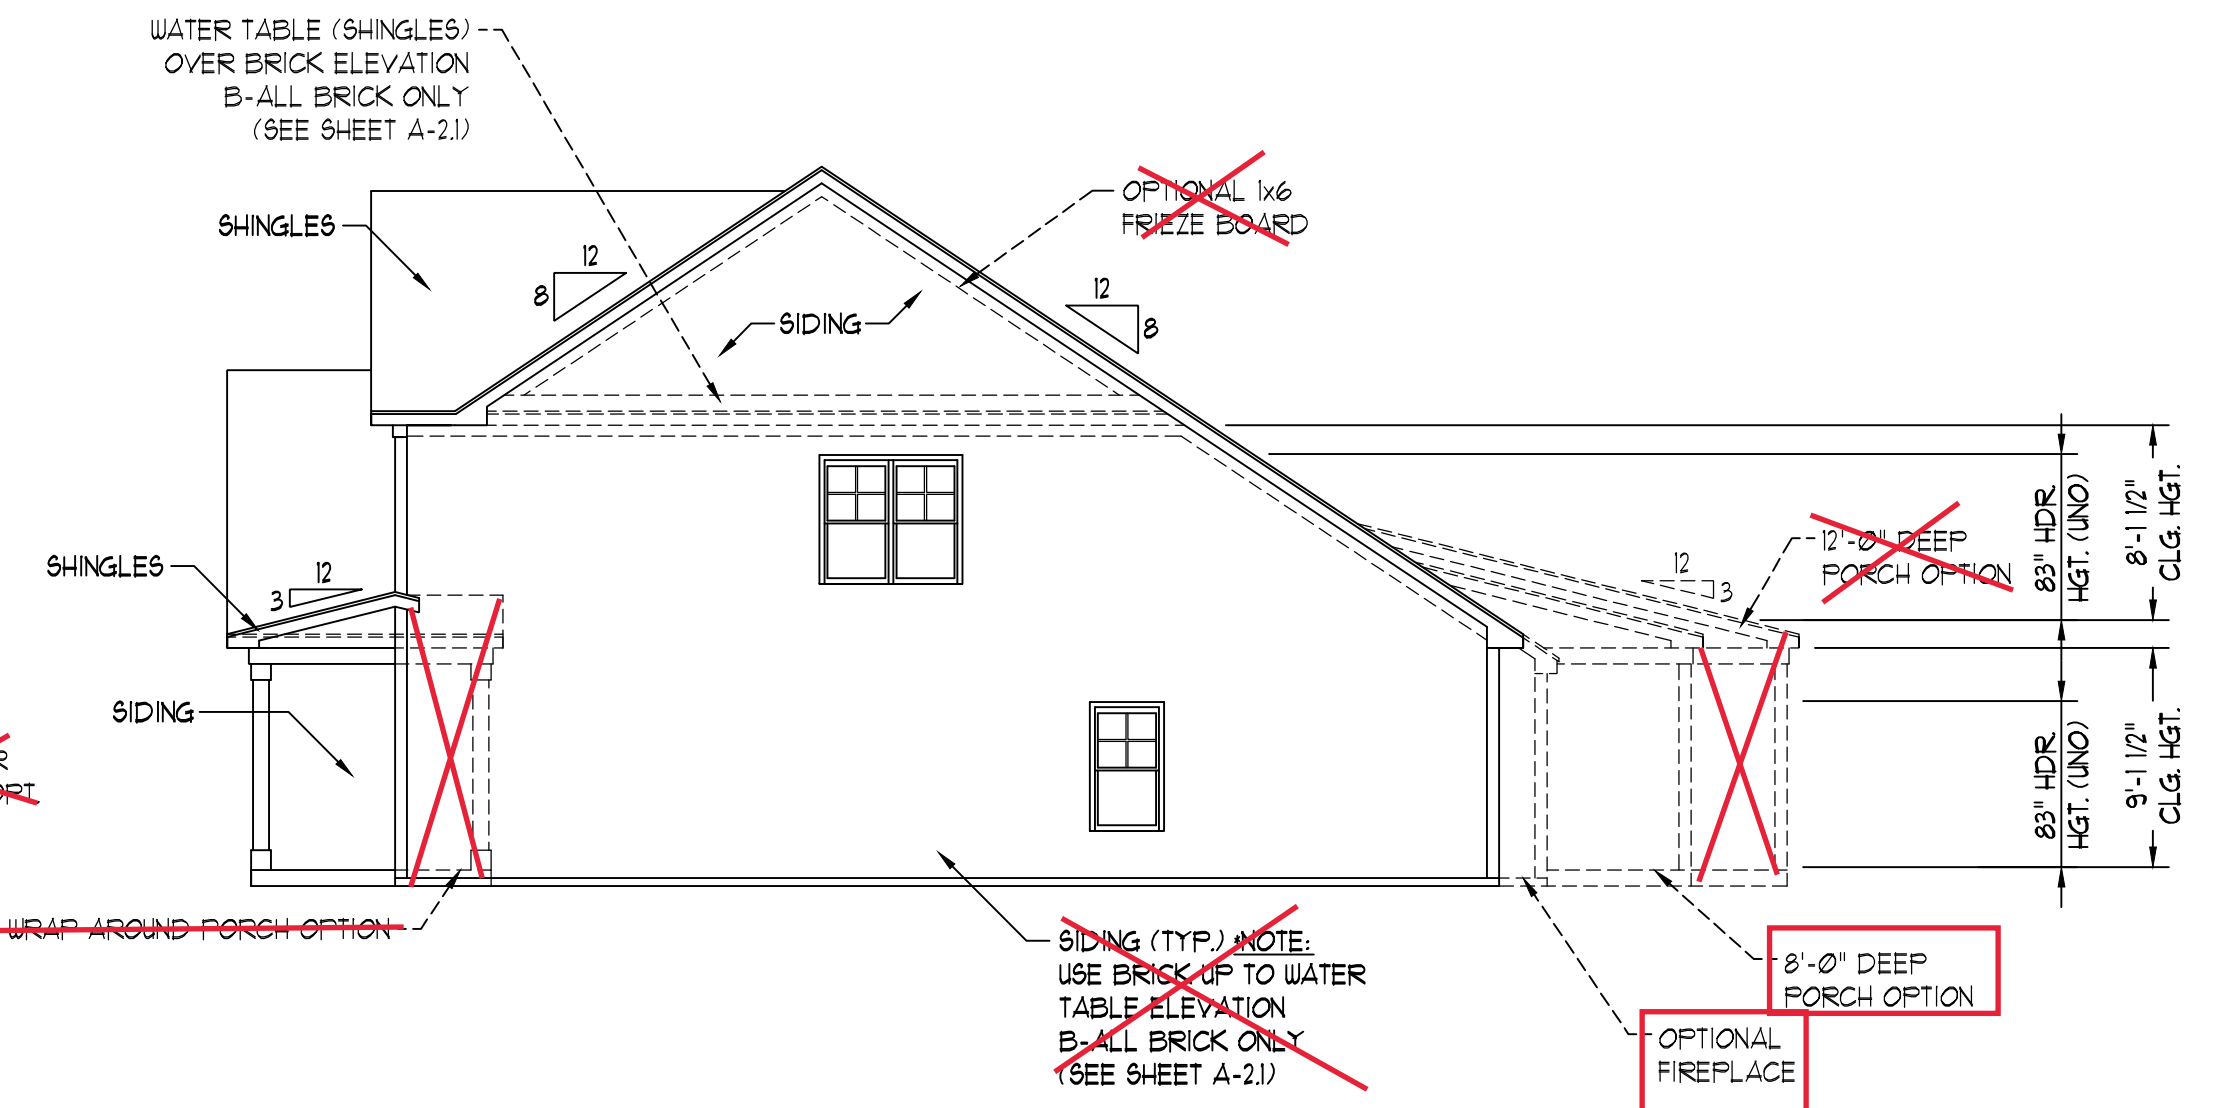 WATER TABLE (SHINGLES)
OVER BRICK ELEVATION
B-ALL BRICK ONLY
(SEE SHEET A-2.1)
OPTIONAL 1x6
FRIEZE BOARD
SHINGLES
12
8
12
8
SIDING
83" HDR.
HGT. (UNO)
8'-1 1/2"
CLG. HGT.
12'-0" DEEP
PORCH OPTION
12
3
SHINGLES
12
3
SIDING
83" HDR.
HGT. (UNO)
9'-1 1/2"
CLG. HGT.
WRAP AROUND PORCH OPTION
SIDING (TYP.) *NOTE:
USE BRICK UP TO WATER
TABLE ELEVATION
B-ALL BRICK ONLY
(SEE SHEET A-2.1)
8'-0" DEEP
PORCH OPTION
OPTIONAL
FIREPLACE